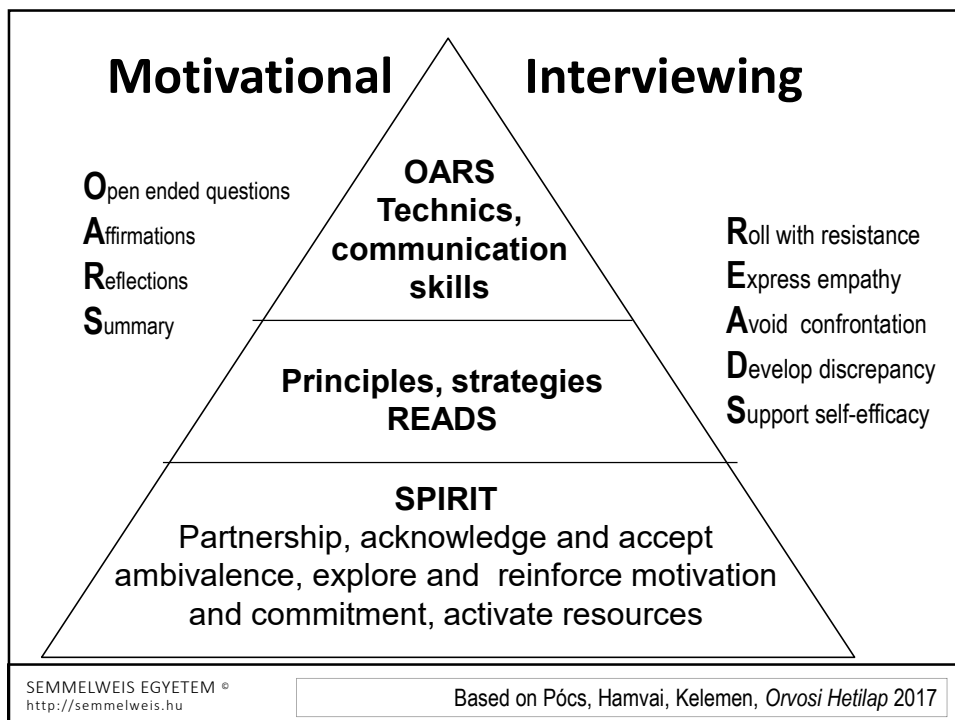 Motivational Interviewing
Open ended questions
Affirmations
Reflections
Summary
OARS
Technics,
communication
skills
Roll with resistance
Express empathy
Avoid confrontation
Develop discrepancy
Support self-efficacy
Principles, strategies
READS
SPIRIT
Partnership, acknowledge and accept
ambivalence, explore and reinforce motivation
and commitment, activate resources
SEMMELWEIS EGYETEM ©
http://semmelweis.hu
Based on Pócs, Hamvai, Kelemen, Orvosi Hetilap 2017